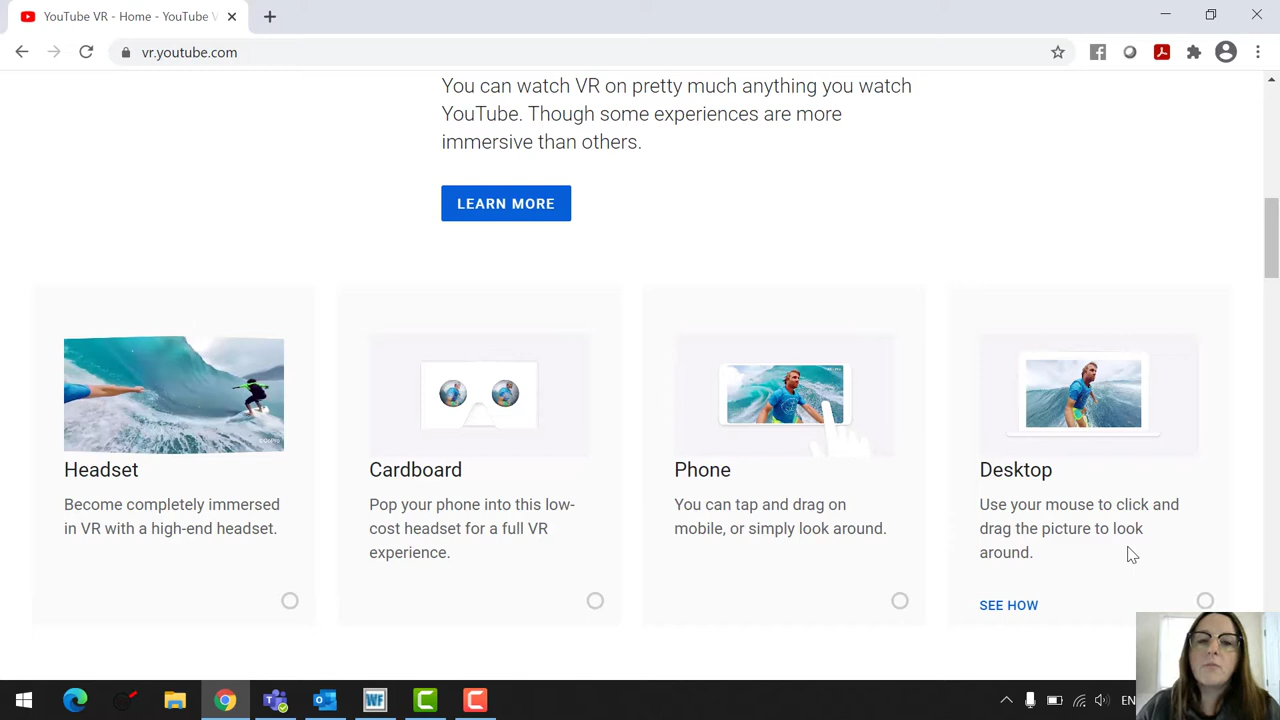 YouTube VR - Home - YouTube V
vr.youtube.com
You can watch VR on pretty much anything you watch
YouTube. Though some experiences are more
immersive than others.
LEARN MORE
Headset
Become completely immersed
in VR with a high-end headset.
Cardboard
Pop your phone into this low-
cost headset for a full VR
experience.
Phone
You can tap and drag on
mobile, or simply look around.
Desktop
Use your mouse to click and
drag the picture to look
around.
SEE HOW
WF
EN